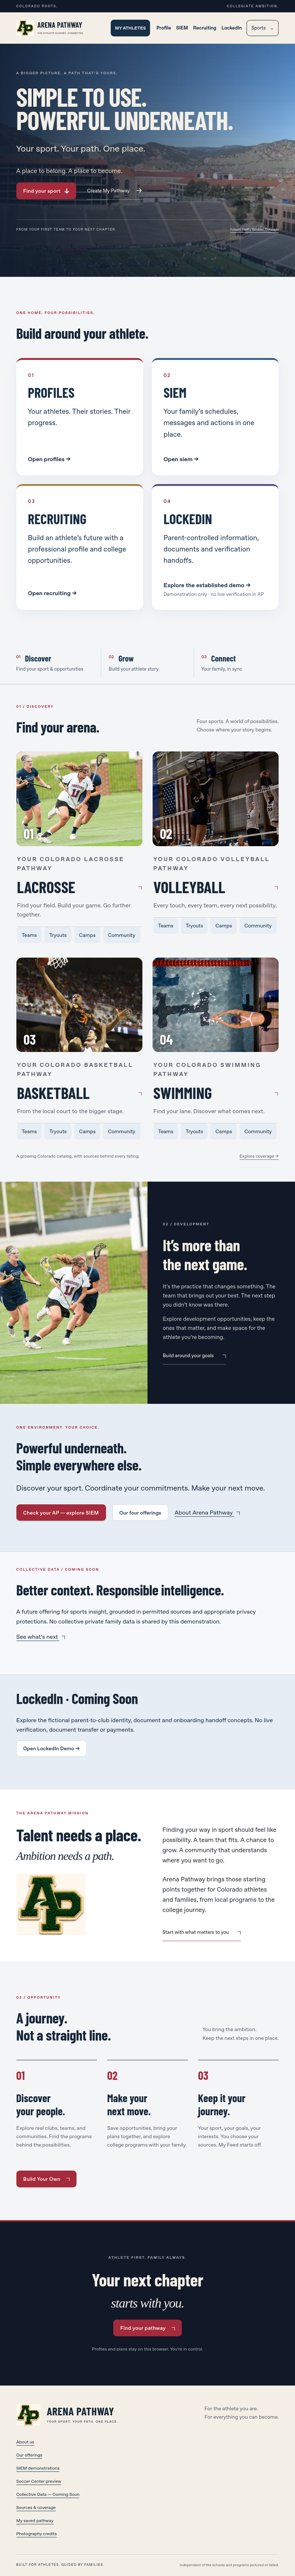 COLORADO ROOTS.
COLLEGIATE AMBITION.
ARENA PATHWAY
MY ATHLETES
Profile
SIEM
Recruiting
LockedIn
Sports
A BIGGER PICTURE. A PATH THAT'S YOURS.
SIMPLE TO USE.
POWERFUL UNDERNEATH.
Your sport. Your path. One place.
A place to belong. A place to become.
Find your sport ↓
Create My Pathway →
FROM YOUR FIRST TEAM TO YOUR NEXT CHAPTER.
ONE HOME. FOUR POSSIBILITIES.
Build around your athlete.
01
PROFILES
Your athletes. Their stories. Their
progress.
Open profiles →
02
SIEM
Your family's schedules,
messages and actions in one
place.
Open siem →
03
RECRUITING
Build an athlete's future with a
professional profile and college
opportunities.
Open recruiting →
04
LOCKEDIN
Parent-controlled information,
documents and verification
handoffs.
Explore the established demo →
Demonstration only · no live verification in AP
01 Discover
Find your sport & opportunities
02 Grow
Build your athlete story
03 Connect
Your family, in sync
01 / DISCOVERY
Find your arena.
Four sports. A world of possibilities.
Choose where your story begins.
01
YOUR COLORADO LACROSSE
PATHWAY
LACROSSE
Find your field. Build your game. Go further
together.
Teams
Tryouts
Camps
Community
02
YOUR COLORADO VOLLEYBALL
PATHWAY
VOLLEYBALL
Every touch, every team, every next possibility.
Teams
Tryouts
Camps
Community
03
YOUR COLORADO BASKETBALL
PATHWAY
BASKETBALL
From the local court to the bigger stage.
Teams
Tryouts
Camps
Community
04
YOUR COLORADO SWIMMING
PATHWAY
SWIMMING
Find your lane. Discover what comes next.
Teams
Tryouts
Camps
Community
A growing Colorado catalog, with sources behind every listing.
Explore coverage →
02 / DEVELOPMENT
It's more than
the next game.
It's the practice that changes something. The
team that brings out your best. The next step
you didn't know was there.
Explore development opportunities, keep the
ones that matter, and make space for the
athlete you're becoming.
Build around your goals
ONE ENVIRONMENT. YOUR CHOICE.
Powerful underneath.
Simple everywhere else.
Discover your sport. Coordinate your commitments. Make your next move.
Check your AP — explore SIEM
Our four offerings
About Arena Pathway
COLLECTIVE DATA / COMING SOON
Better context. Responsible intelligence.
A future offering for sports insight, grounded in permitted sources and appropriate privacy
protections. No collective private family data is shared by this demonstration.
See what's next
LockedIn · Coming Soon
Explore the fictional parent-to-club identity, document and onboarding handoff concepts. No live
verification, document transfer or payments.
Open LockedIn Demo →
THE ARENA PATHWAY MISSION
Talent needs a place.
Ambition needs a path.
AP
Finding your way in sport should feel like
possibility. A team that fits. A chance to
grow. A community that understands
where you want to go.
Arena Pathway brings those starting
points together for Colorado athletes
and families, from local programs to the
college journey.
Start with what matters to you
03 / OPPORTUNITY
A journey.
Not a straight line.
You bring the ambition.
Keep the next steps in one place.
01
Discover
your people.
Explore real clubs, teams, and
communities. Find the programs
behind the possibilities.
02
Make your
next move.
Save opportunities, bring your
plans together, and explore
college programs with your family.
03
Keep it your
journey.
Your sport, your goals, your
interests. You choose your
sources. My Feed starts off.
Build Your Own
ATHLETE FIRST. FAMILY ALWAYS.
Your next chapter
starts with you.
Find your pathway
Profiles and plans stay on this browser. You're in control.
AP
ARENA PATHWAY
YOUR SPORT. YOUR PATH. ONE PLACE.
For the athlete you are.
For everything you can become.
About us
Our offerings
SIEM demonstrations
Soccer Center preview
Collective Data — Coming Soon
Sources & coverage
My saved pathway
Photography credits
BUILT FOR ATHLETES. GUIDED BY FAMILIES.
Independent of the schools and programs pictured or listed.